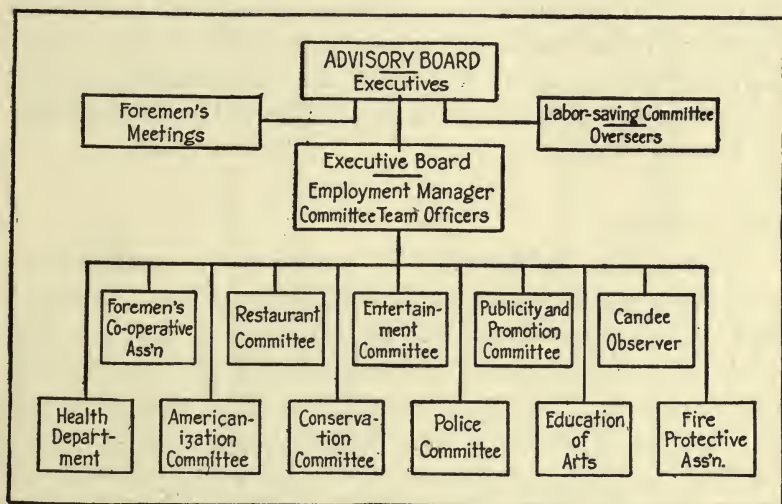 ADVISORY BOARD
Executives
Foremen's
Meetings
Labor-saving Committee
Overseers
Executive Board
Employment Manager
Committee Team Officers
Foremen's
Co-operative
Ass'n
Restaurant
Committee
Entertain-
ment
Committee
Publicity and
Promotion
Committee
Candee
Observer
Health
Depart-
ment
American-
ization
Committee
Conserva-
tion
Committee
Police
Committee
Education
of
Arts
Fire
Protective
Ass'n.